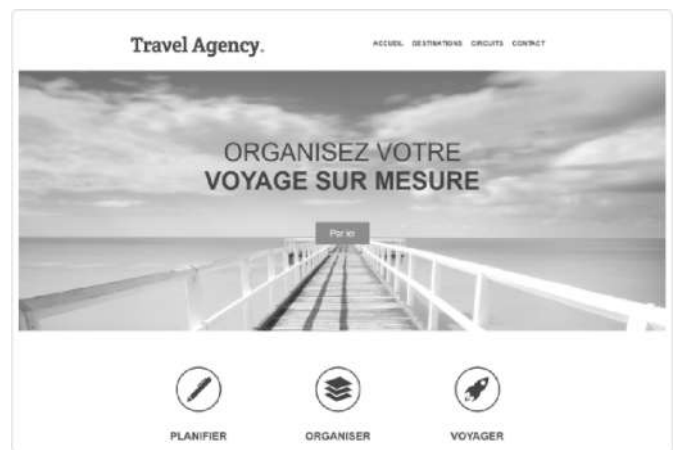 Travel Agency.
ACCUEIL DESTINATIONS CIRCUITS CONTACT
ORGANISEZ VOTRE
VOYAGE SUR MESURE
Par ici
PLANIFIER ORGANISER VOYAGER